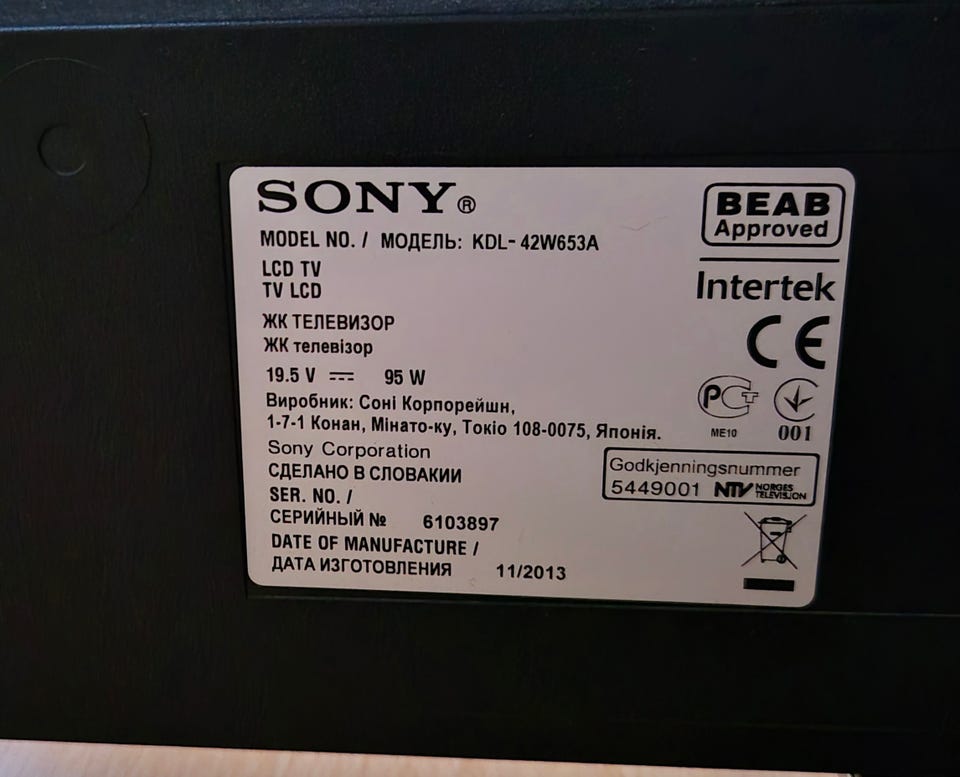 SONY®
MODEL NO. / МОДЕЛЬ: KDL- 42W653A
LCD TV
TV LCD
ЖК ТЕЛЕВИЗОР
ЖК телевізор
19.5 V ⎓ 95 W
Виробник: Соні Корпорейшн,
1-7-1 Конан, Мінато-ку, Токіо 108-0075, Японія.
Sony Corporation
СДЕЛАНО В СЛОВАКИИ
SER. NO. /
СЕРИЙНЫЙ № 6103897
DATE OF MANUFACTURE /
ДАТА ИЗГОТОВЛЕНИЯ 11/2013
BEAB
Approved
Intertek
CE
РСТ
ME10
001
Godkjenningsnummer
5449001 NTV NORGES
TELEVISJON